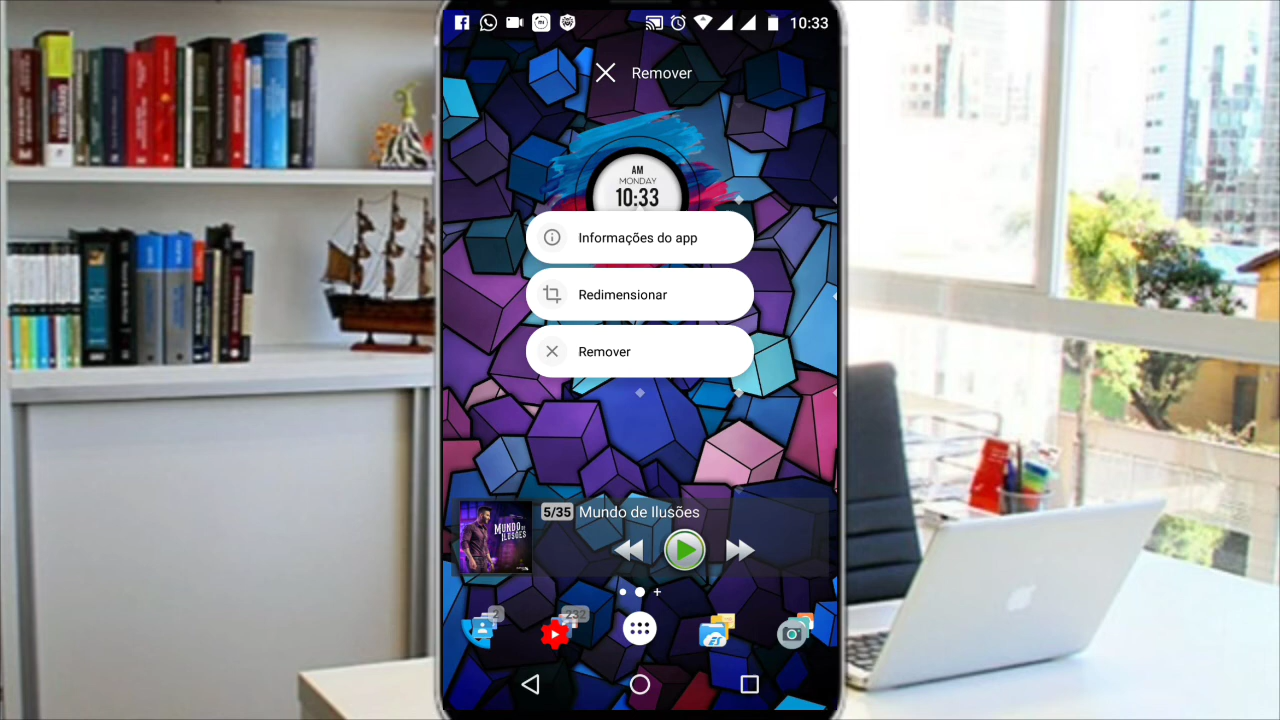 10:33
Remover
AM
MONDAY
10:33
Informações do app
Redimensionar
Remover
5/35 Mundo de Ilusões
MUNDO DE
ILUSÕES
2
232